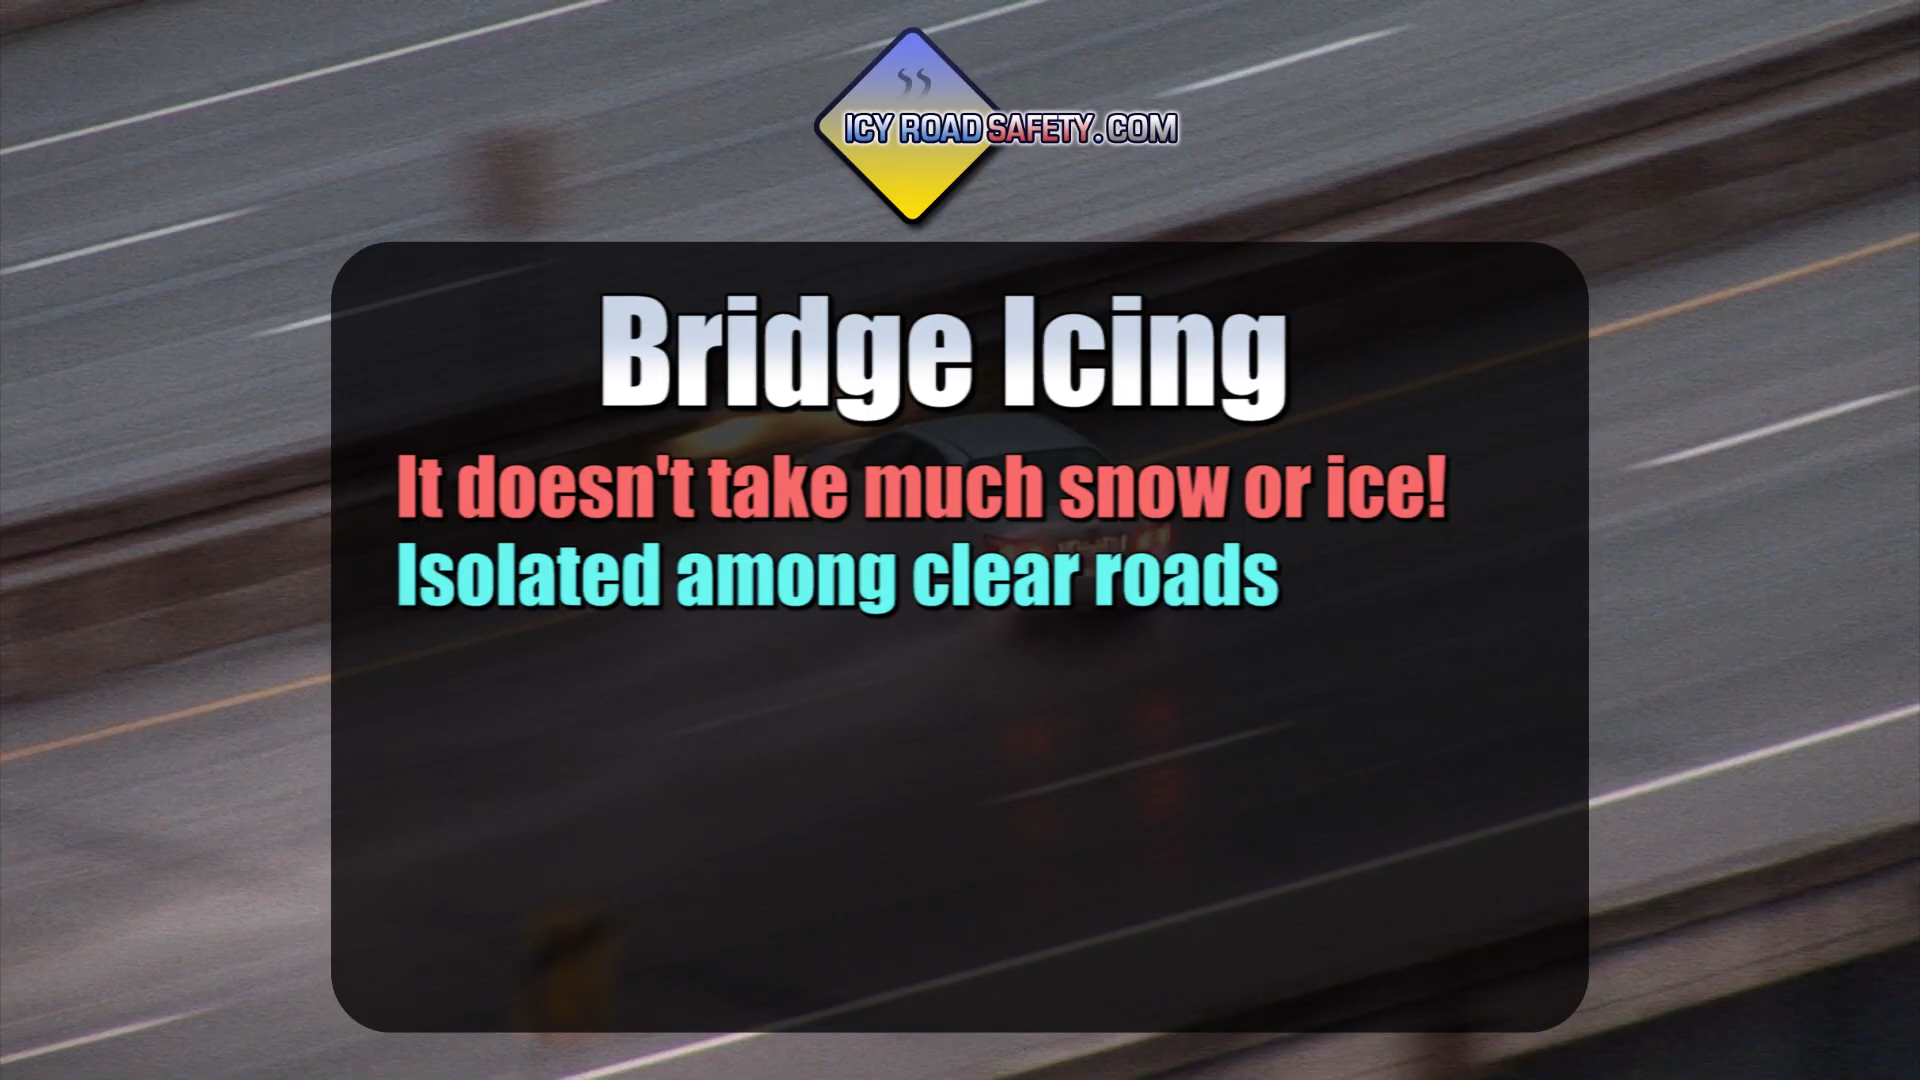 ICY ROAD SAFETY.COM
Bridge Icing
It doesn't take much snow or ice!
Isolated among clear roads